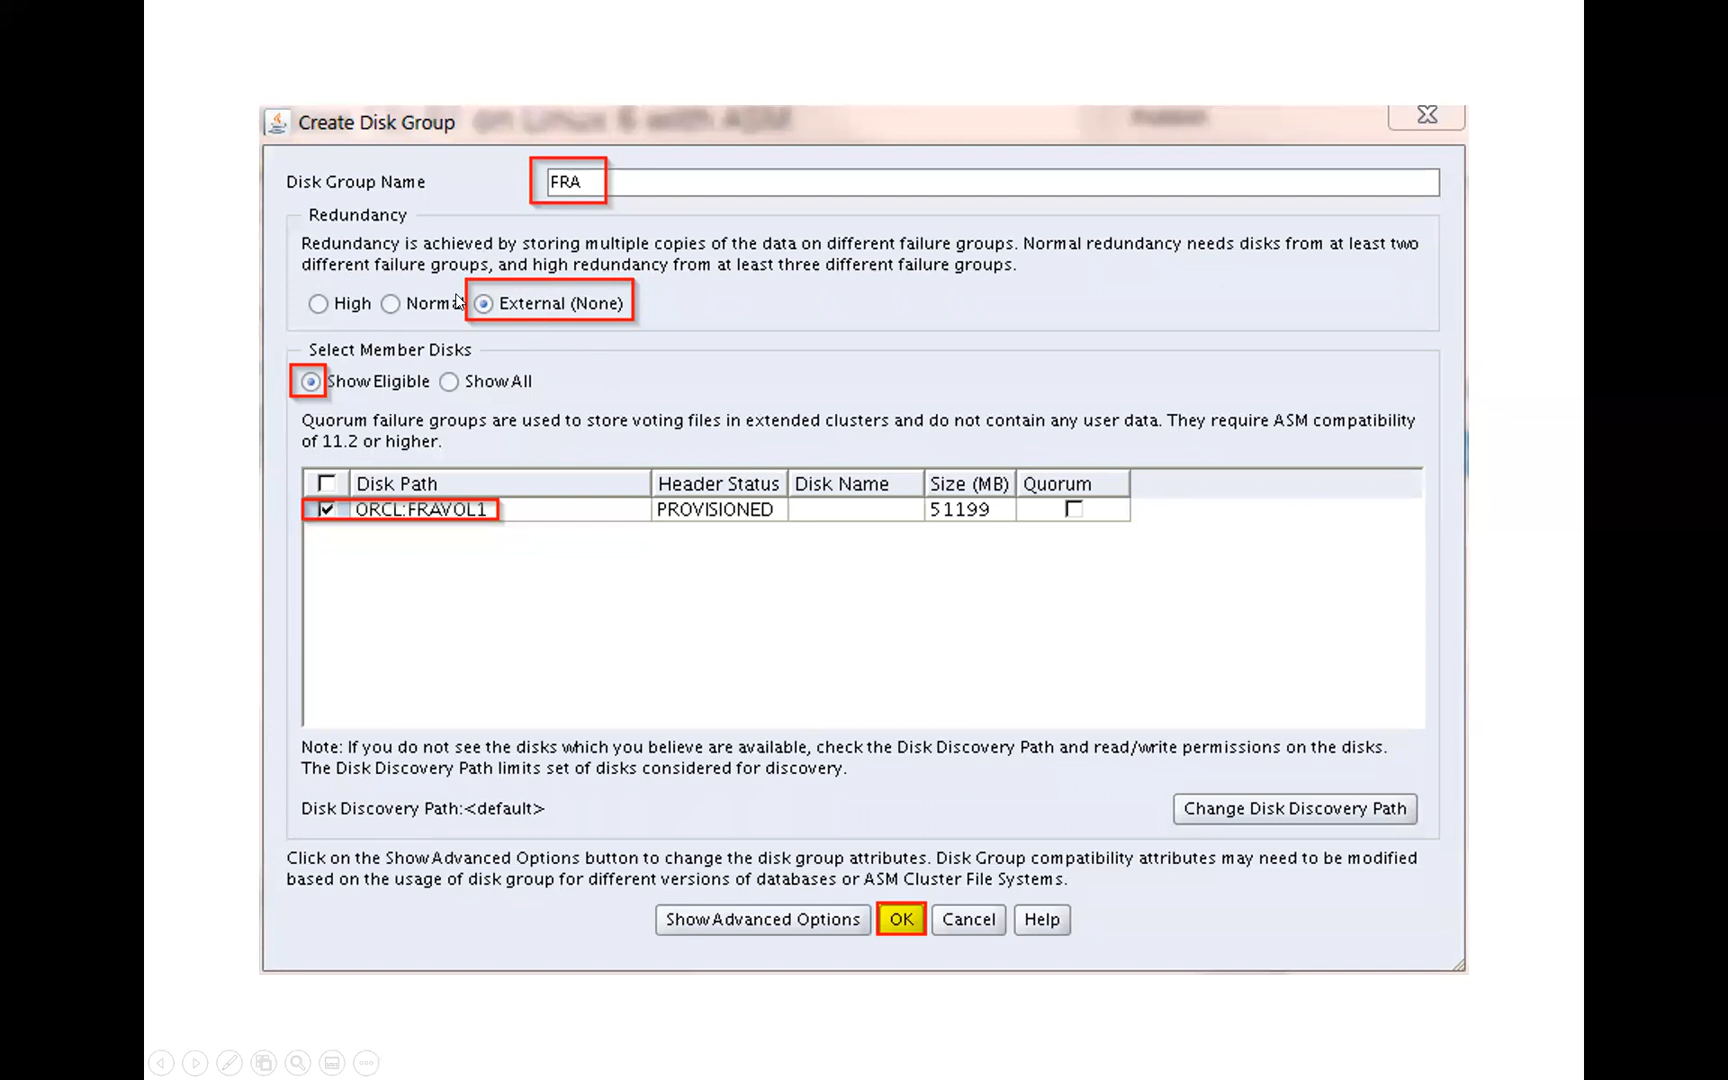 Create Disk Group on Linux 6 with ASM
Disk Group Name FRA
Redundancy
Redundancy is achieved by storing multiple copies of the data on different failure groups. Normal redundancy needs disks from at least two
different failure groups, and high redundancy from at least three different failure groups.
High Normal External (None)
Select Member Disks
Show Eligible Show All
Quorum failure groups are used to store voting files in extended clusters and do not contain any user data. They require ASM compatibility
of 11.2 or higher.
Disk Path Header Status Disk Name Size (MB) Quorum
ORCL:FRAVOL1 PROVISIONED 51199
Note: If you do not see the disks which you believe are available, check the Disk Discovery Path and read/write permissions on the disks.
The Disk Discovery Path limits set of disks considered for discovery.
Disk Discovery Path:<default> Change Disk Discovery Path
Click on the Show Advanced Options button to change the disk group attributes. Disk Group compatibility attributes may need to be modified
based on the usage of disk group for different versions of databases or ASM Cluster File Systems.
Show Advanced Options OK Cancel Help